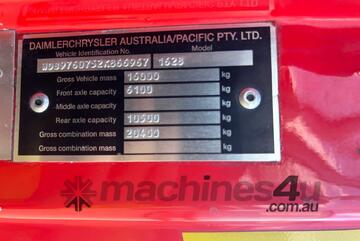 DAIMLERCHRYSLER AUSTRALIA/PACIFIC PTY. LTD.
Vehicle Identification No. Model
WDB9760752K866967 1628
Gross Vehicle mass 16000 kg
Front axle capacity 6100 kg
Middle axle capacity kg
Rear axle capacity 10500 kg
Gross combination mass 20400 kg
Gross combination mass kg
machines4u
.com.au